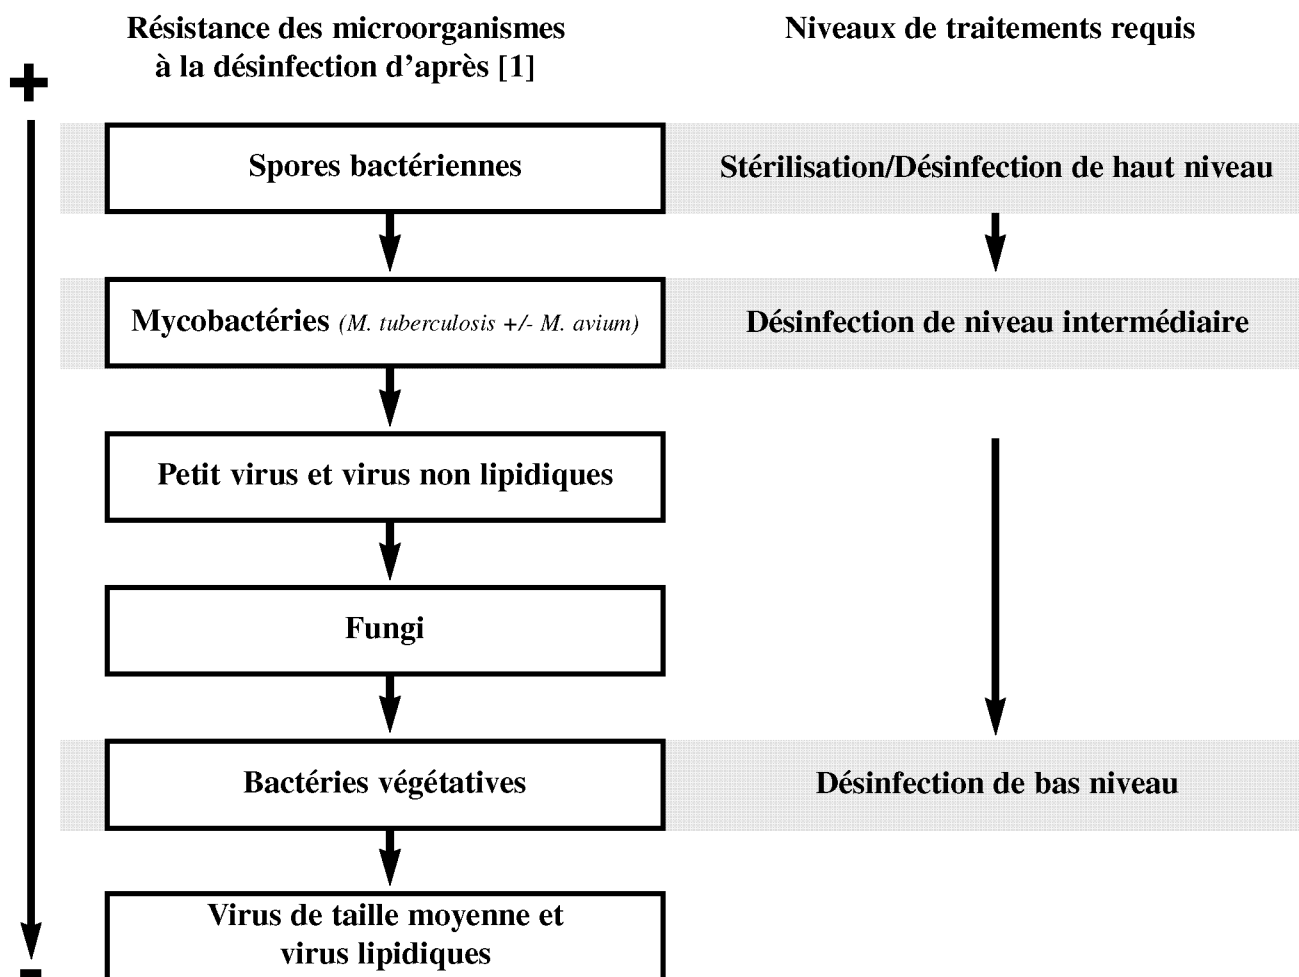 Résistance des microorganismes
à la désinfection d'après [1]
Niveaux de traitements requis
+
Spores bactériennes
Stérilisation/Désinfection de haut niveau
Mycobactéries (M. tuberculosis +/- M. avium)
Désinfection de niveau intermédiaire
Petit virus et virus non lipidiques
Fungi
Bactéries végétatives
Désinfection de bas niveau
Virus de taille moyenne et
virus lipidiques
-